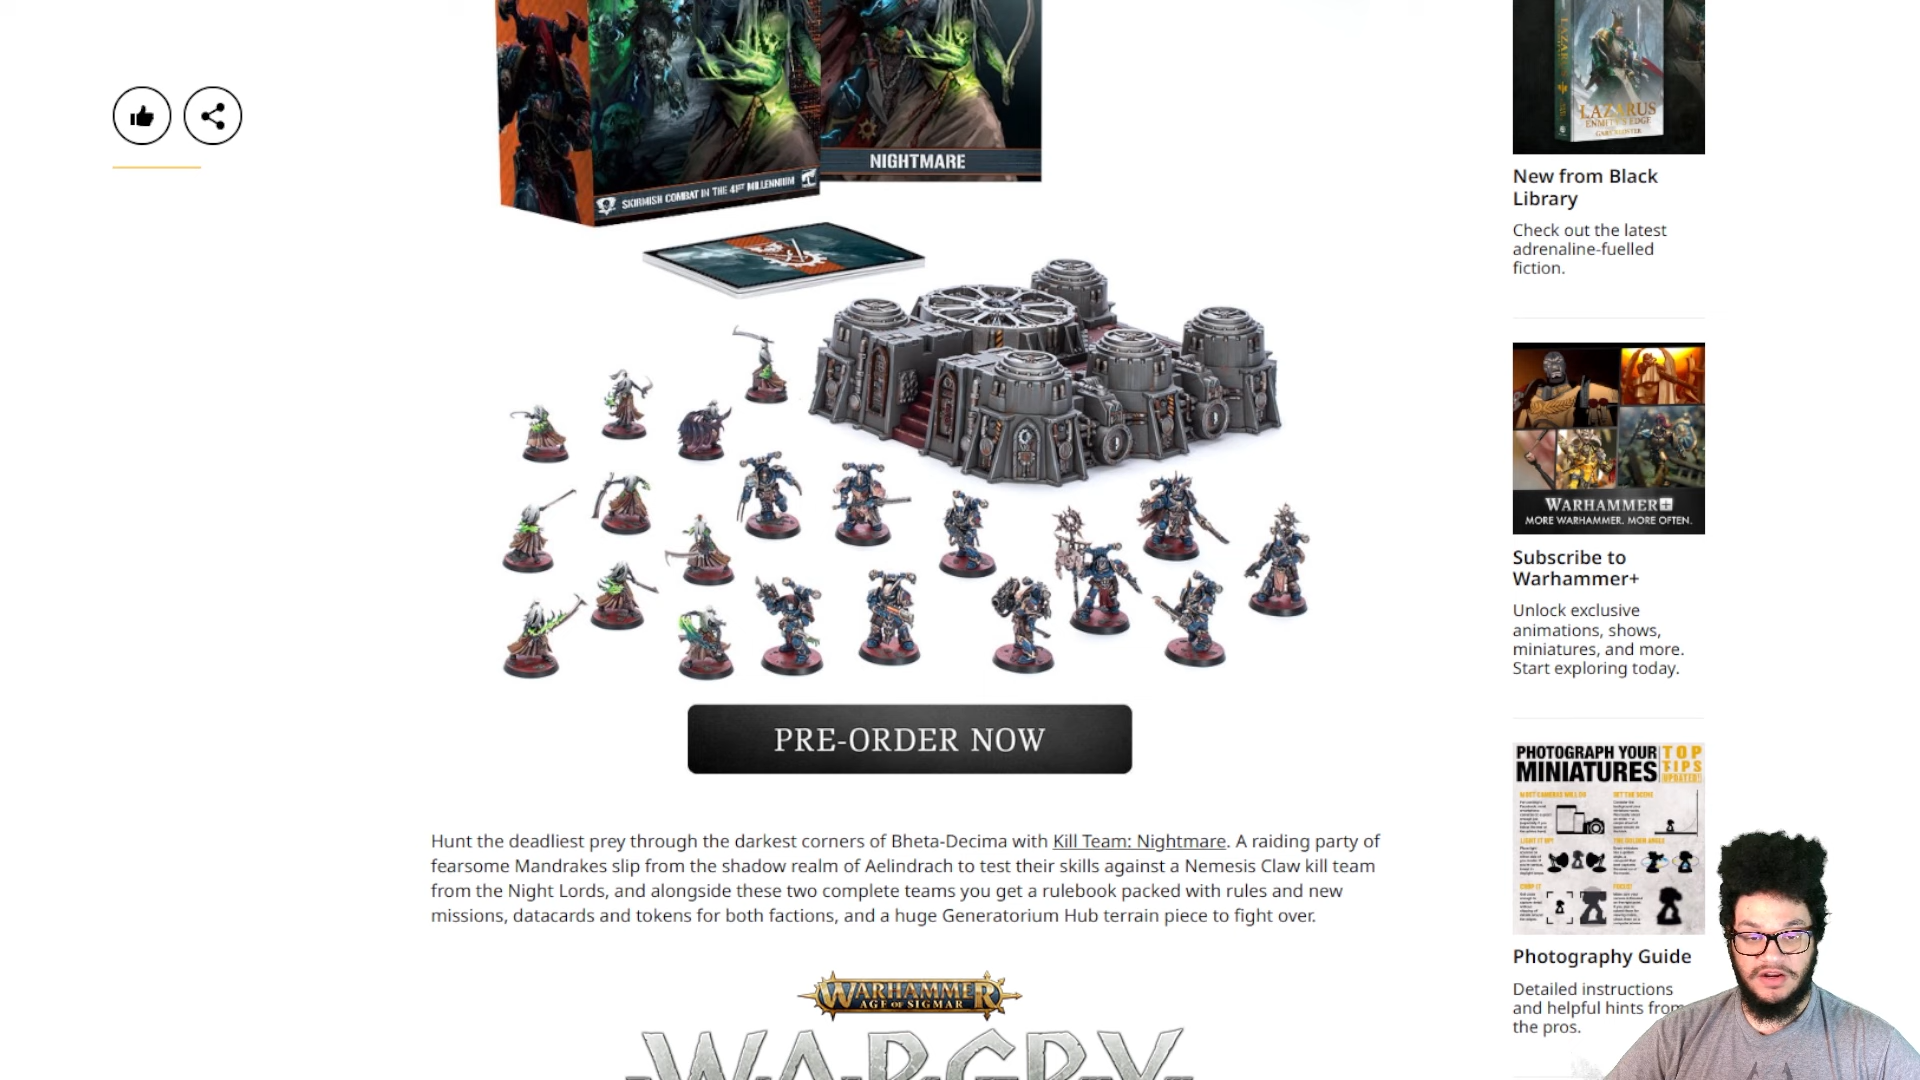 NIGHTMARE
SKIRMISH COMBAT IN THE 41ST MILLENNIUM
PRE-ORDER NOW
Hunt the deadliest prey through the darkest corners of Bheta-Decima with Kill Team: Nightmare. A raiding party of
fearsome Mandrakes slip from the shadow realm of Aelindrach to test their skills against a Nemesis Claw kill team
from the Night Lords, and alongside these two complete teams you get a rulebook packed with rules and new
missions, datacards and tokens for both factions, and a huge Generatorium Hub terrain piece to fight over.
WARHAMMER
AGE OF SIGMAR
WARCRY
LAZARUS
ENMITY'S EDGE
New from Black
Library
Check out the latest
adrenaline-fuelled
fiction.
WARHAMMER+
MORE WARHAMMER. MORE OFTEN.
Subscribe to
Warhammer+
Unlock exclusive
animations, shows,
miniatures, and more.
Start exploring today.
PHOTOGRAPH YOUR
MINIATURES
TOP
TIPS
UPDATED!
Photography Guide
Detailed instructions
and helpful hints from
the pros.